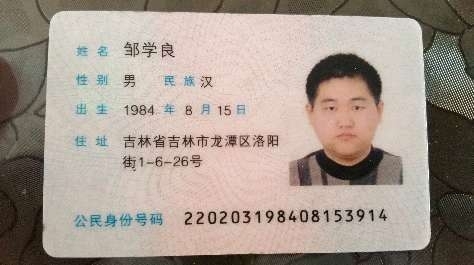 姓名 邹学良
性别 男 民族 汉
出生 1984 年 8 月 15 日
住址 吉林省吉林市龙潭区洛阳
街1-6-26号
公民身份号码 220203198408153914